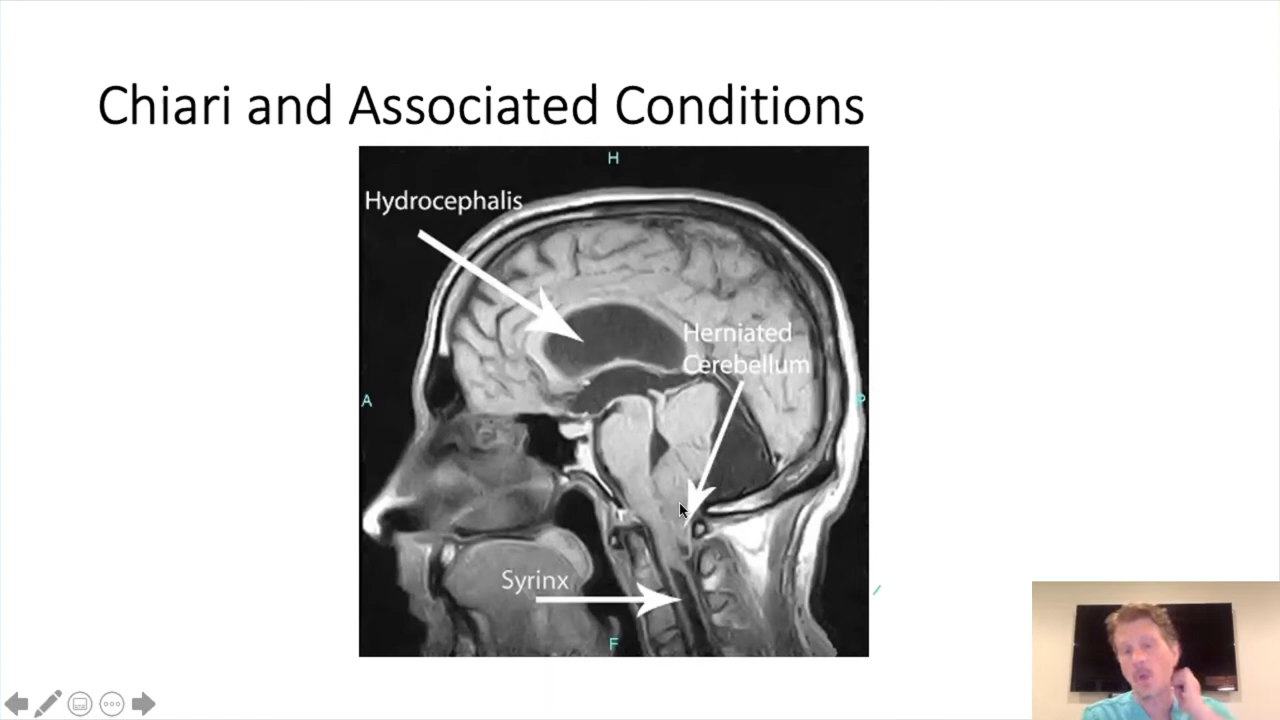 Chiari and Associated Conditions
H
Hydrocephalis
Herniated
Cerebellum
A
P
Syrinx
F